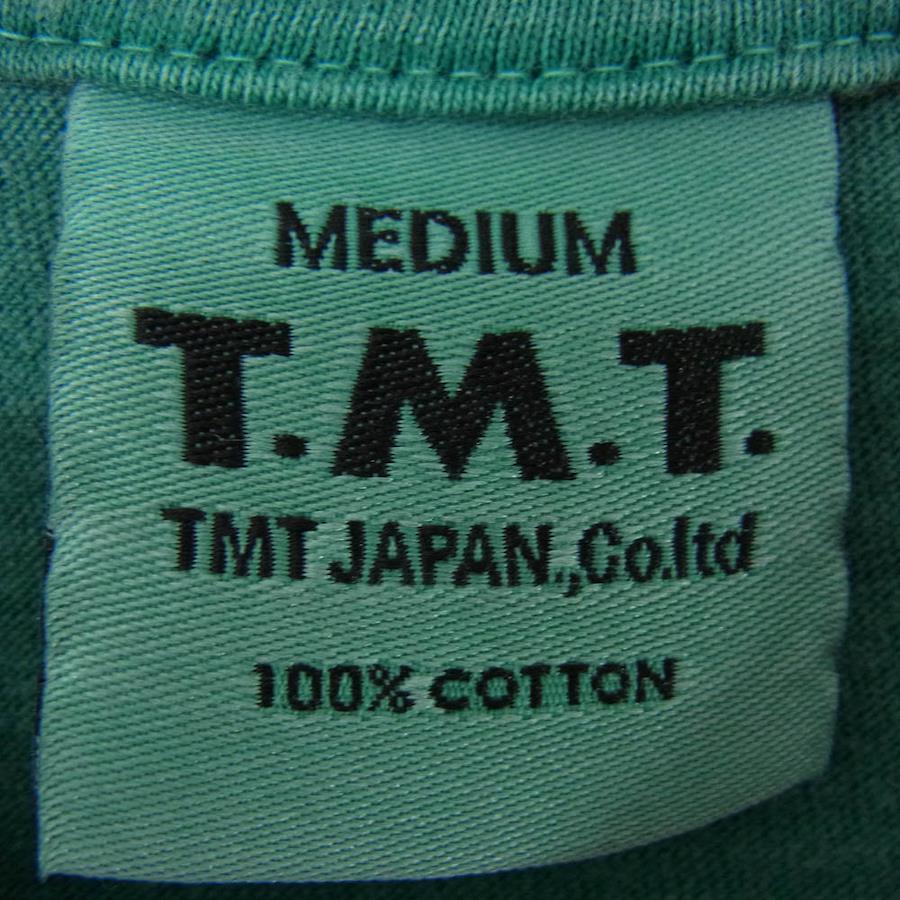 MEDIUM
T.M.T.
TMT JAPAN.,Co.ltd
100% COTTON